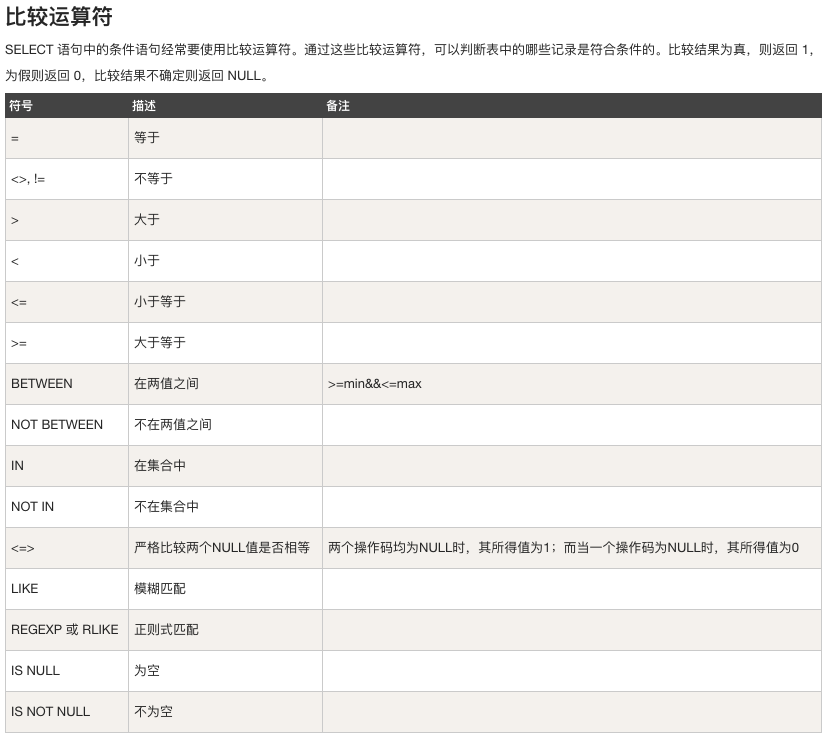 比较运算符
SELECT 语句中的条件语句经常要使用比较运算符。通过这些比较运算符，可以判断表中的哪些记录是符合条件的。比较结果为真，则返回 1，
为假则返回 0，比较结果不确定则返回 NULL。
符号 描述 备注
= 等于
<>, != 不等于
> 大于
< 小于
<= 小于等于
>= 大于等于
BETWEEN 在两值之间 >=min&&<=max
NOT BETWEEN 不在两值之间
IN 在集合中
NOT IN 不在集合中
<=> 严格比较两个NULL值是否相等 两个操作码均为NULL时，其所得值为1；而当一个操作码为NULL时，其所得值为0
LIKE 模糊匹配
REGEXP 或 RLIKE 正则式匹配
IS NULL 为空
IS NOT NULL 不为空